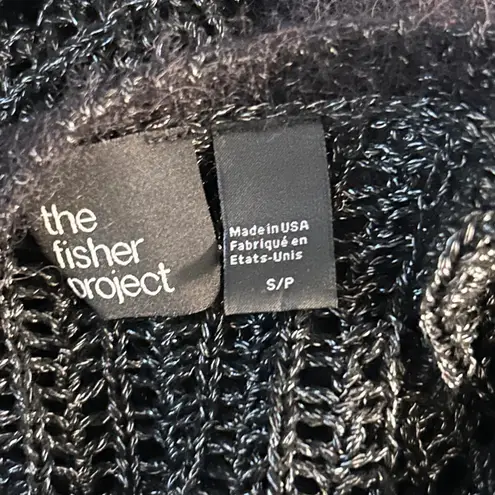 the
fisher
project
Made in USA
Fabriqué en
Etats-Unis
S/P